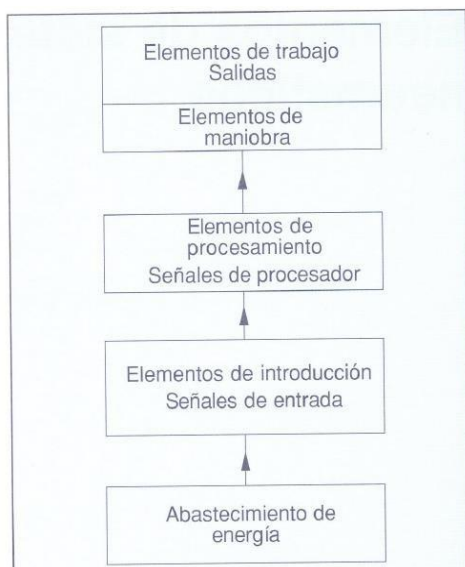 Elementos de trabajo
Salidas
Elementos de
maniobra
Elementos de
procesamiento
Señales de procesador
Elementos de introducción
Señales de entrada
Abastecimiento de
energía